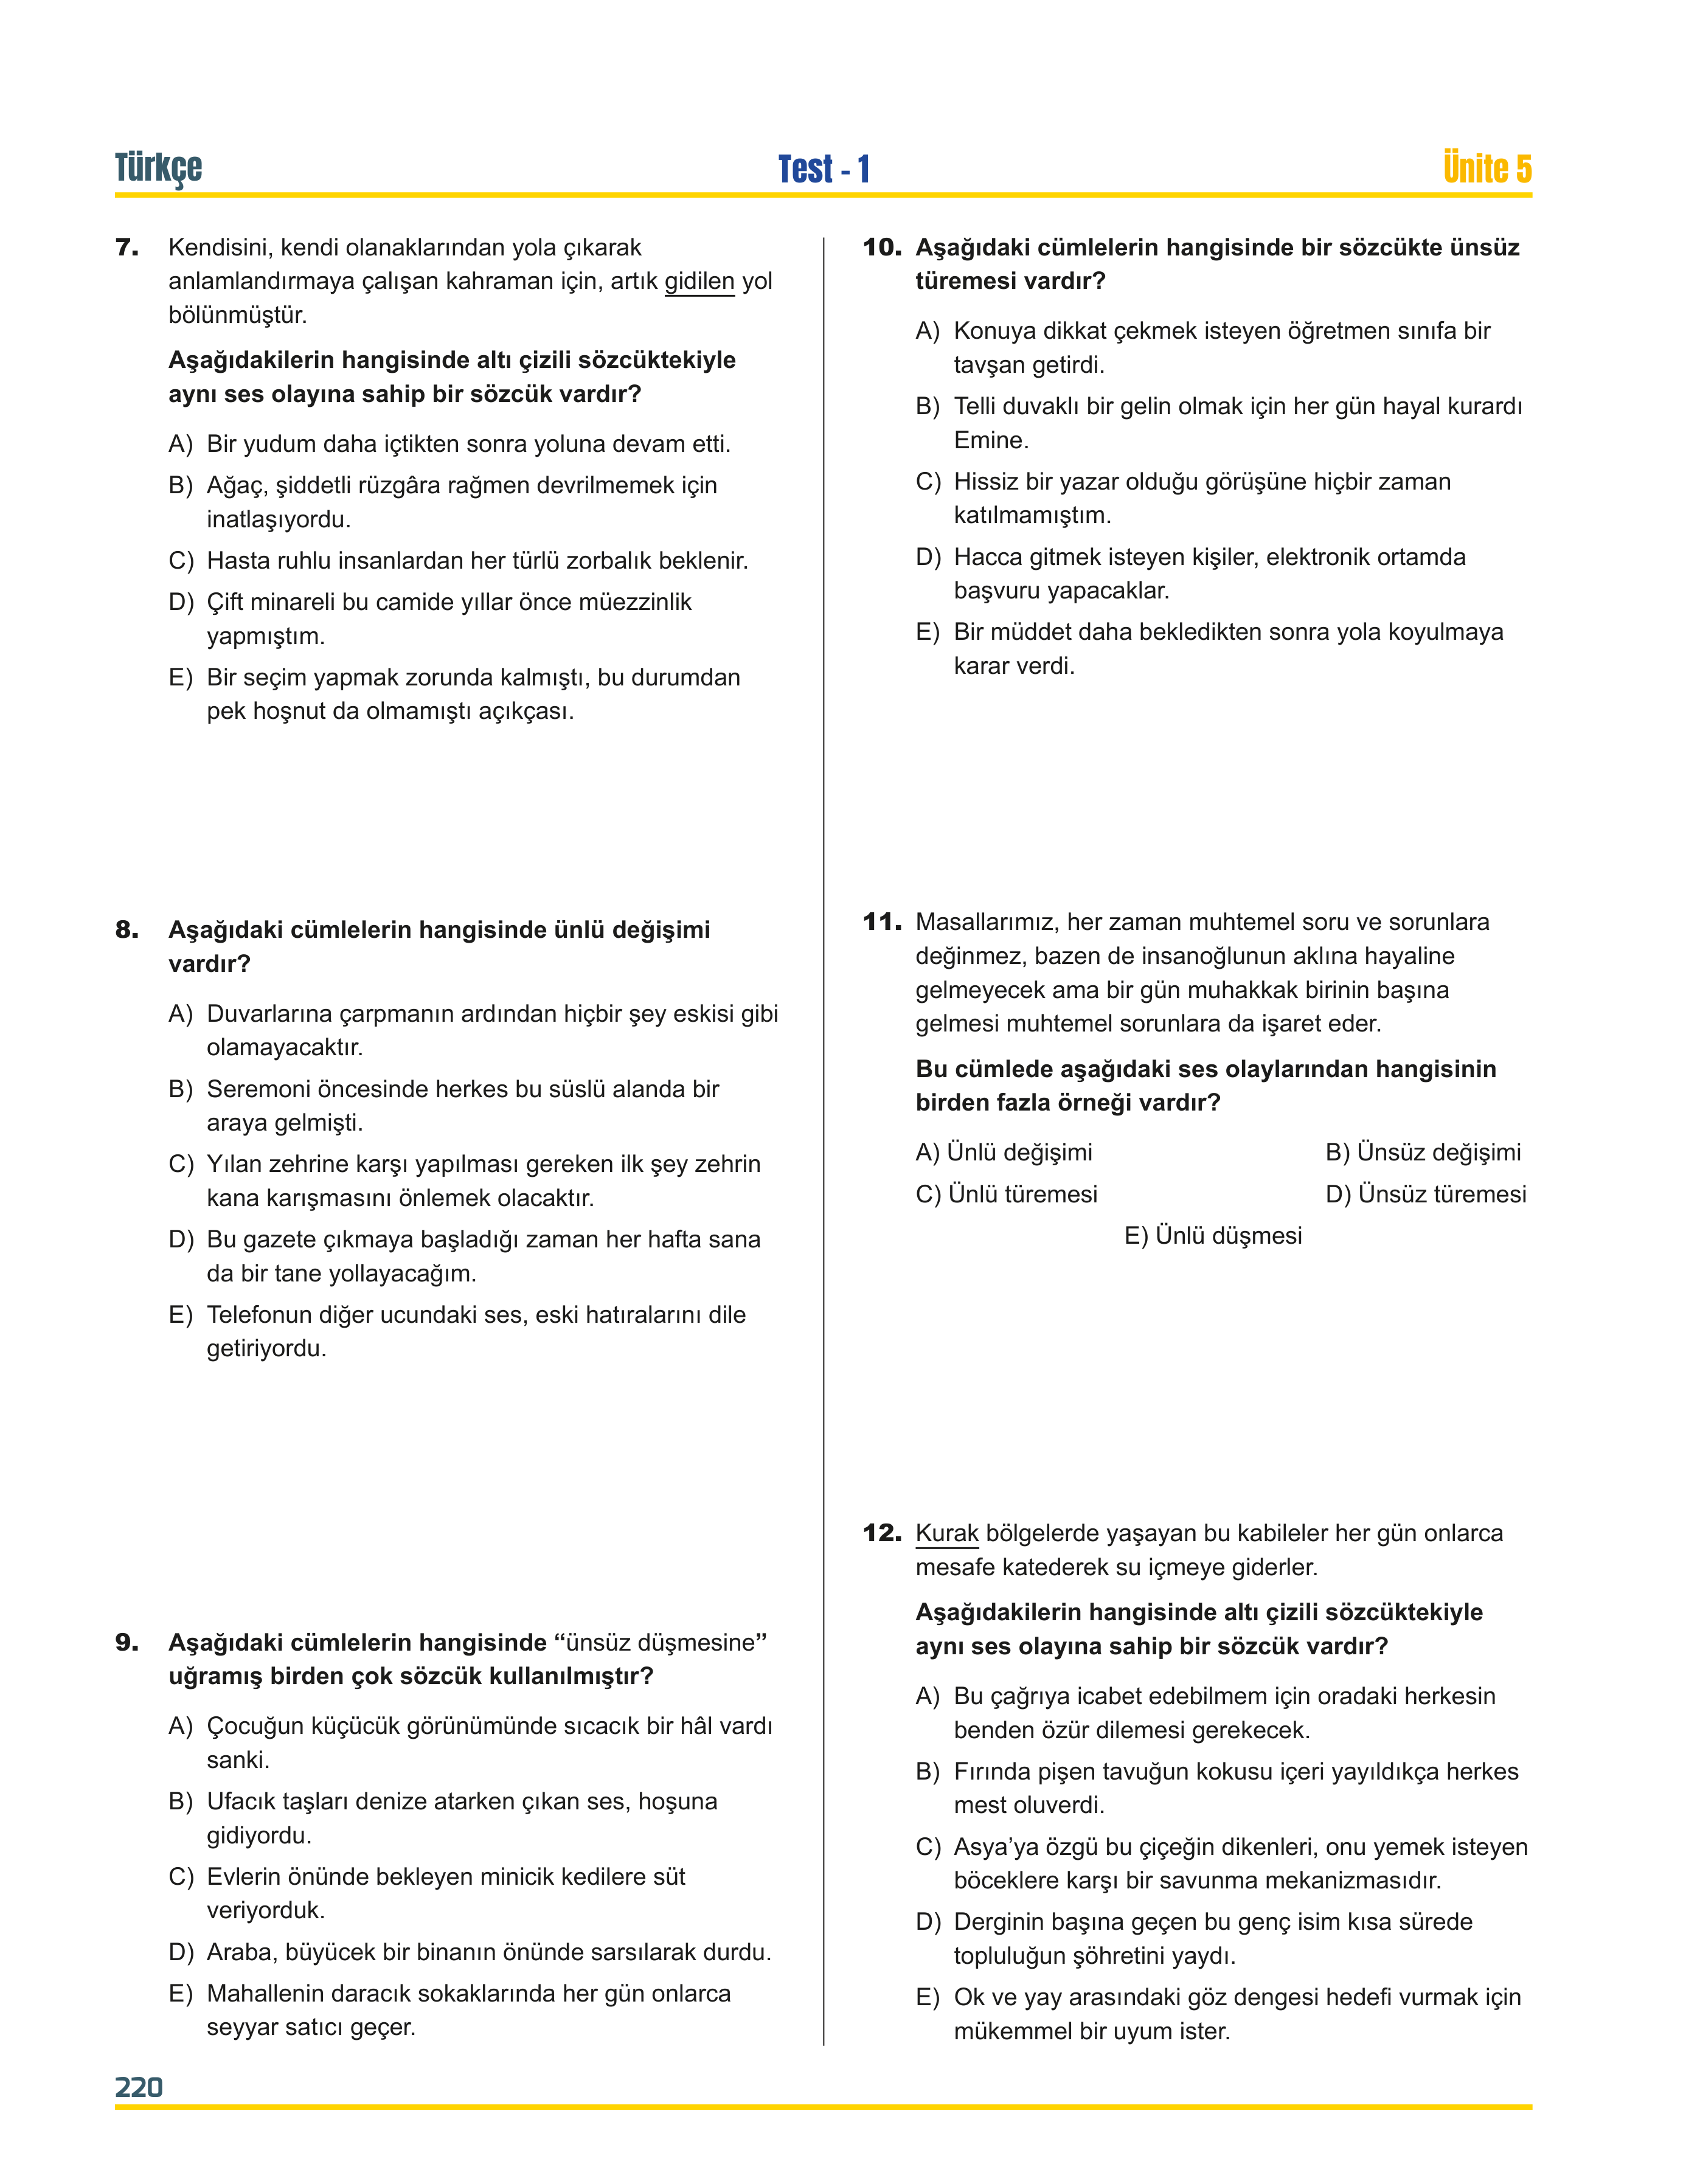 Türkçe
Test - 1
Ünite 5
7. Kendisini, kendi olanaklarından yola çıkarak
anlamlandırmaya çalışan kahraman için, artık gidilen yol
bölünmüştür.
Aşağıdakilerin hangisinde altı çizili sözcüktekiyle
aynı ses olayına sahip bir sözcük vardır?
A) Bir yudum daha içtikten sonra yoluna devam etti.
B) Ağaç, şiddetli rüzgâra rağmen devrilmemek için
inatlaşıyordu.
C) Hasta ruhlu insanlardan her türlü zorbalık beklenir.
D) Çift minareli bu camide yıllar önce müezzinlik
yapmıştım.
E) Bir seçim yapmak zorunda kalmıştı, bu durumdan
pek hoşnut da olmamıştı açıkçası.
8. Aşağıdaki cümlelerin hangisinde ünlü değişimi
vardır?
A) Duvarlarına çarpmanın ardından hiçbir şey eskisi gibi
olamayacaktır.
B) Seremoni öncesinde herkes bu süslü alanda bir
araya gelmişti.
C) Yılan zehrine karşı yapılması gereken ilk şey zehrin
kana karışmasını önlemek olacaktır.
D) Bu gazete çıkmaya başladığı zaman her hafta sana
da bir tane yollayacağım.
E) Telefonun diğer ucundaki ses, eski hatıralarını dile
getiriyordu.
9. Aşağıdaki cümlelerin hangisinde “ünsüz düşmesine”
uğramış birden çok sözcük kullanılmıştır?
A) Çocuğun küçücük görünümünde sıcacık bir hâl vardı
sanki.
B) Ufacık taşları denize atarken çıkan ses, hoşuna
gidiyordu.
C) Evlerin önünde bekleyen minicik kedilere süt
veriyorduk.
D) Araba, büyücek bir binanın önünde sarsılarak durdu.
E) Mahallenin daracık sokaklarında her gün onlarca
seyyar satıcı geçer.
10. Aşağıdaki cümlelerin hangisinde bir sözcükte ünsüz
türemesi vardır?
A) Konuya dikkat çekmek isteyen öğretmen sınıfa bir
tavşan getirdi.
B) Telli duvaklı bir gelin olmak için her gün hayal kurardı
Emine.
C) Hissiz bir yazar olduğu görüşüne hiçbir zaman
katılmamıştım.
D) Hacca gitmek isteyen kişiler, elektronik ortamda
başvuru yapacaklar.
E) Bir müddet daha bekledikten sonra yola koyulmaya
karar verdi.
11. Masallarımız, her zaman muhtemel soru ve sorunlara
değinmez, bazen de insanoğlunun aklına hayaline
gelmeyecek ama bir gün muhakkak birinin başına
gelmesi muhtemel sorunlara da işaret eder.
Bu cümlede aşağıdaki ses olaylarından hangisinin
birden fazla örneği vardır?
A) Ünlü değişimi B) Ünsüz değişimi
C) Ünlü türemesi D) Ünsüz türemesi
E) Ünlü düşmesi
12. Kurak bölgelerde yaşayan bu kabileler her gün onlarca
mesafe katederek su içmeye giderler.
Aşağıdakilerin hangisinde altı çizili sözcüktekiyle
aynı ses olayına sahip bir sözcük vardır?
A) Bu çağrıya icabet edebilmem için oradaki herkesin
benden özür dilemesi gerekecek.
B) Fırında pişen tavuğun kokusu içeri yayıldıkça herkes
mest oluverdi.
C) Asya’ya özgü bu çiçeğin dikenleri, onu yemek isteyen
böceklere karşı bir savunma mekanizmasıdır.
D) Derginin başına geçen bu genç isim kısa sürede
topluluğun şöhretini yaydı.
E) Ok ve yay arasındaki göz dengesi hedefi vurmak için
mükemmel bir uyum ister.
220